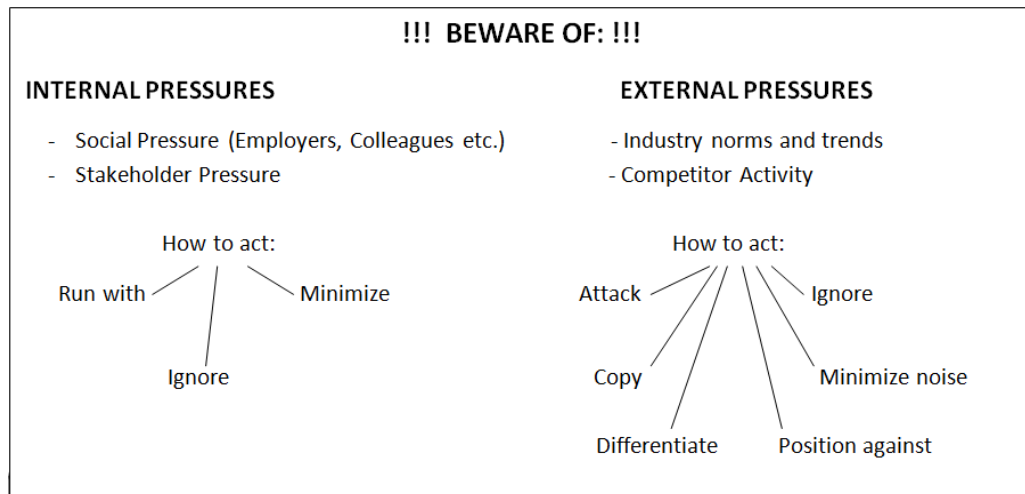 !!! BEWARE OF: !!!
INTERNAL PRESSURES
- Social Pressure (Employers, Colleagues etc.)
- Stakeholder Pressure
How to act:
Run with
Minimize
Ignore
EXTERNAL PRESSURES
- Industry norms and trends
- Competitor Activity
How to act:
Attack
Ignore
Copy
Minimize noise
Differentiate
Position against